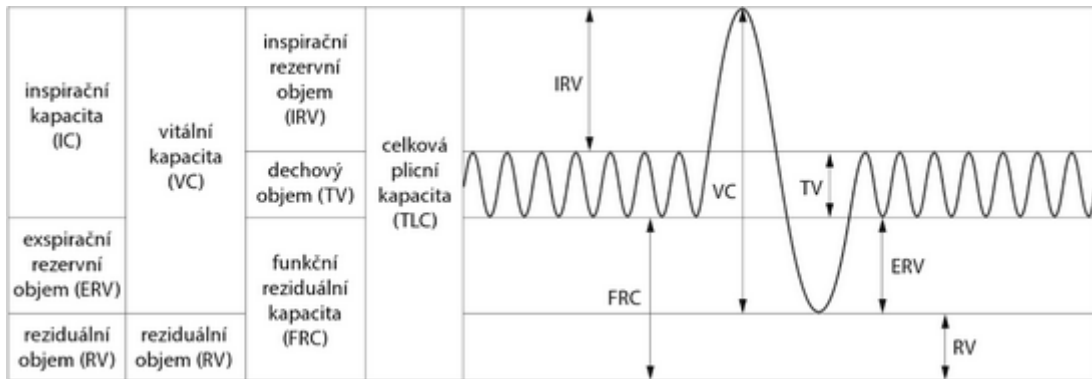 inspirační
kapacita
(IC)
exspirační
rezervní
objem (ERV)
reziduální
objem (RV)
vitální
kapacita
(VC)
reziduální
objem (RV)
inspirační
rezervní
objem
(IRV)
dechový
objem (TV)
funkční
reziduální
kapacita
(FRC)
celková
plicní
kapacita
(TLC)
IRV
VC
TV
FRC
ERV
RV